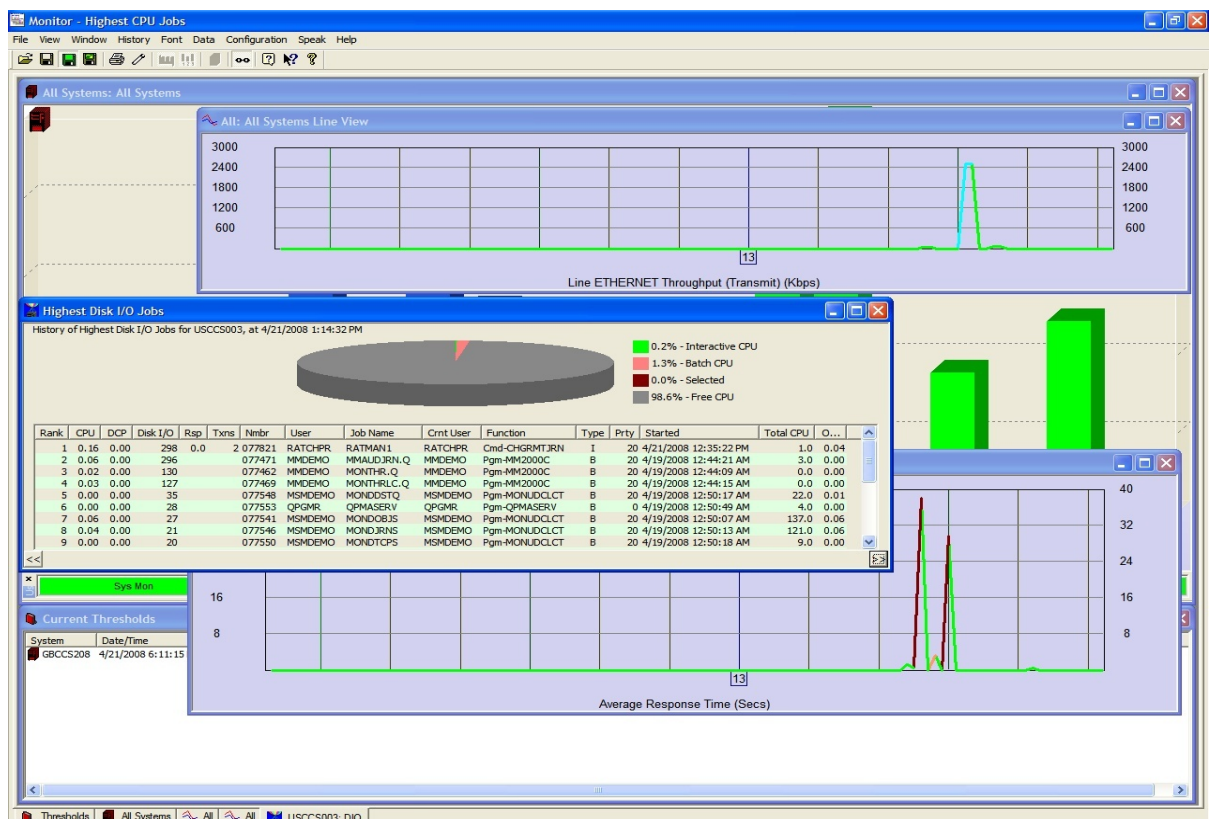 Monitor - Highest CPU Jobs
File View Window History Font Data Configuration Speak Help
All Systems: All Systems
All: All Systems Line View
3000 3000
2400 2400
1800 1800
1200 1200
600 600
13
Line ETHERNET Throughput (Transmit) (Kbps)
Highest Disk I/O Jobs
History of Highest Disk I/O Jobs for USCCS003, at 4/21/2008 1:14:32 PM
0.2% - Interactive CPU
1.3% - Batch CPU
0.0% - Selected
98.6% - Free CPU
Rank CPU DCP Disk I/O Rsp Txns Nmbr User Job Name Crnt User Function Type Prty Started Total CPU O...
1 0.16 0.00 298 0.0 2 077821 RATCHPR RATMAN1 RATCHPR Cmd-CHGRMTJRN I 20 4/21/2008 12:35:22 PM 1.0 0.04
2 0.06 0.00 296 077471 MMDEMO MMAUDJRN.Q MMDEMO Pgm-MM2000C B 20 4/19/2008 12:44:21 AM 3.0 0.00
3 0.02 0.00 130 077462 MMDEMO MONTHR.Q MMDEMO Pgm-MM2000C B 20 4/19/2008 12:44:09 AM 0.0 0.00
4 0.03 0.00 127 077469 MMDEMO MONTHRLC.Q MMDEMO Pgm-MM2000C B 20 4/19/2008 12:44:15 AM 0.0 0.00
5 0.00 0.00 35 077548 MSMDEMO MONDDSTQ MSMDEMO Pgm-MONUDCLCT B 20 4/19/2008 12:50:17 AM 22.0 0.01
6 0.00 0.00 28 077553 QPGMR QPMASERV QPGMR Pgm-QPMASERV B 0 4/19/2008 12:50:49 AM 4.0 0.00
7 0.06 0.00 27 077541 MSMDEMO MONDOBJS MSMDEMO Pgm-MONUDCLCT B 20 4/19/2008 12:50:07 AM 137.0 0.06
8 0.04 0.00 21 077546 MSMDEMO MONDJRNS MSMDEMO Pgm-MONUDCLCT B 20 4/19/2008 12:50:13 AM 121.0 0.06
9 0.00 0.00 20 077550 MSMDEMO MONDTCPS MSMDEMO Pgm-MONUDCLCT B 20 4/19/2008 12:50:18 AM 9.0 0.00
<< >>
40
32
24
Sys Mon
16 16
8 8
13
Average Response Time (Secs)
Current Thresholds
System Date/Time
GBCCS208 4/21/2008 6:11:15
Thresholds All Systems All All USCCS003: DIO